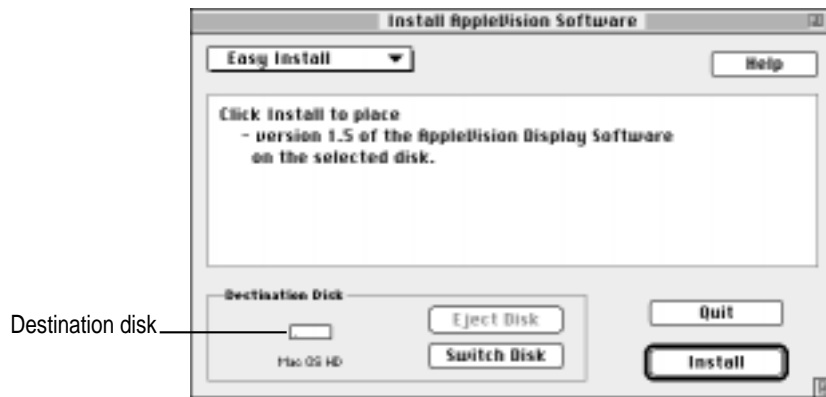 Install AppleVision Software
Easy Install
Help
Click Install to place
- version 1.5 of the AppleVision Display Software
on the selected disk.
Destination Disk
Destination disk
Mac OS HD
Eject Disk
Switch Disk
Quit
Install